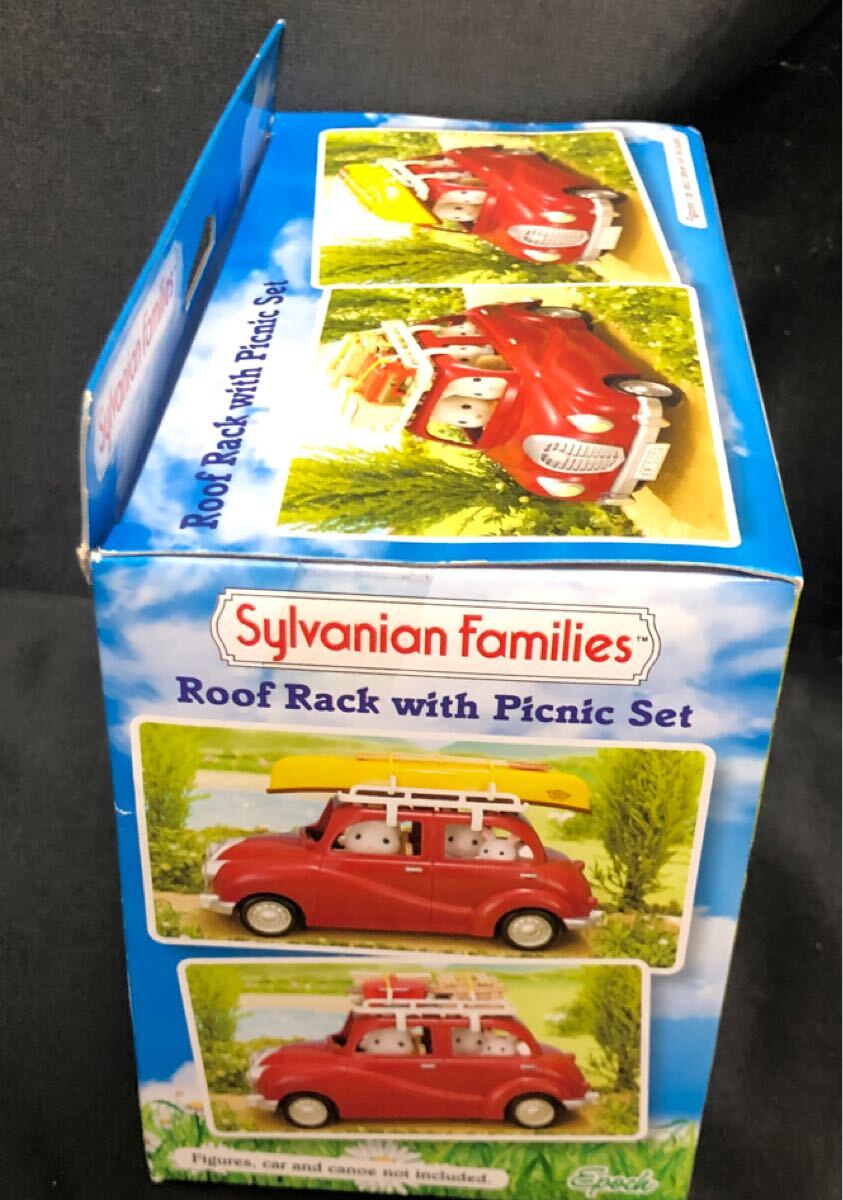 Sylvanian Families™
Roof Rack with Picnic Set
Sylvanian Families™
Roof Rack with Picnic Set
Figures, car and canoe not included.
Epoch